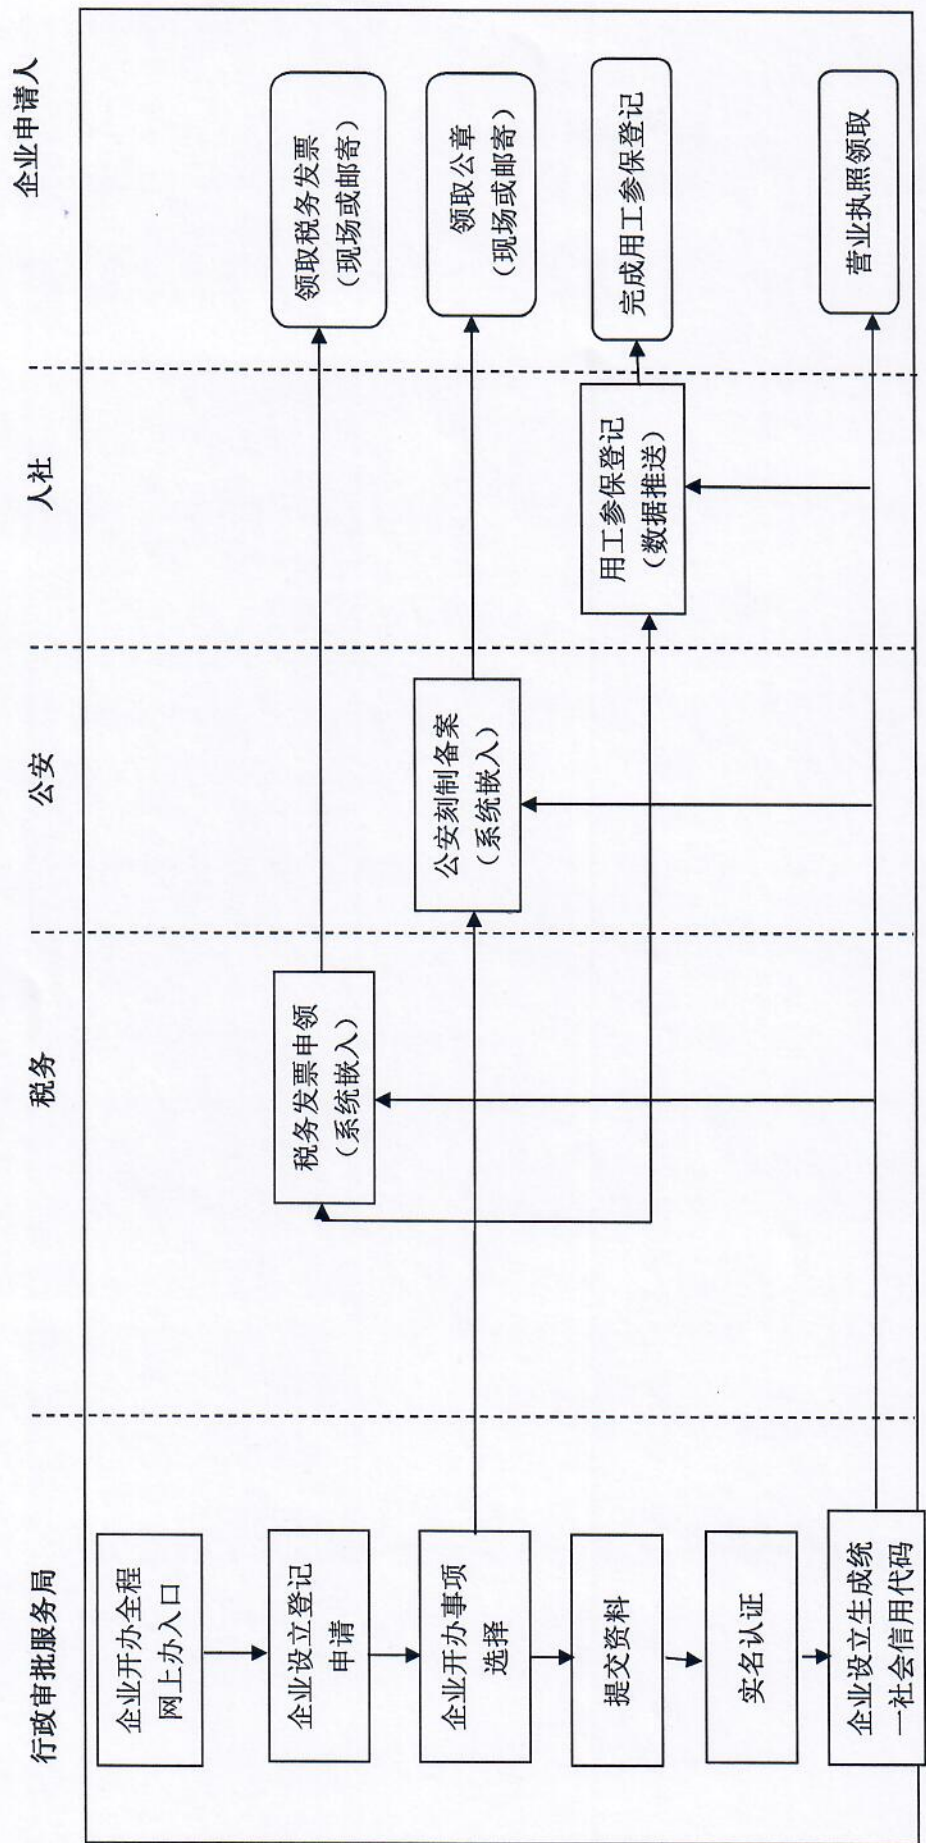 行政审批服务局
税务
公安
人社
企业申请人
企业开办全程
网上办入口
企业设立登记
申请
企业开办事项
选择
提交资料
实名认证
企业设立生成统
一社会信用代码
税务发票申领
（系统嵌入）
公安刻制备案
（系统嵌入）
用工参保登记
（数据推送）
领取税务发票
（现场或邮寄）
领取公章
（现场或邮寄）
完成用工参保登记
营业执照领取